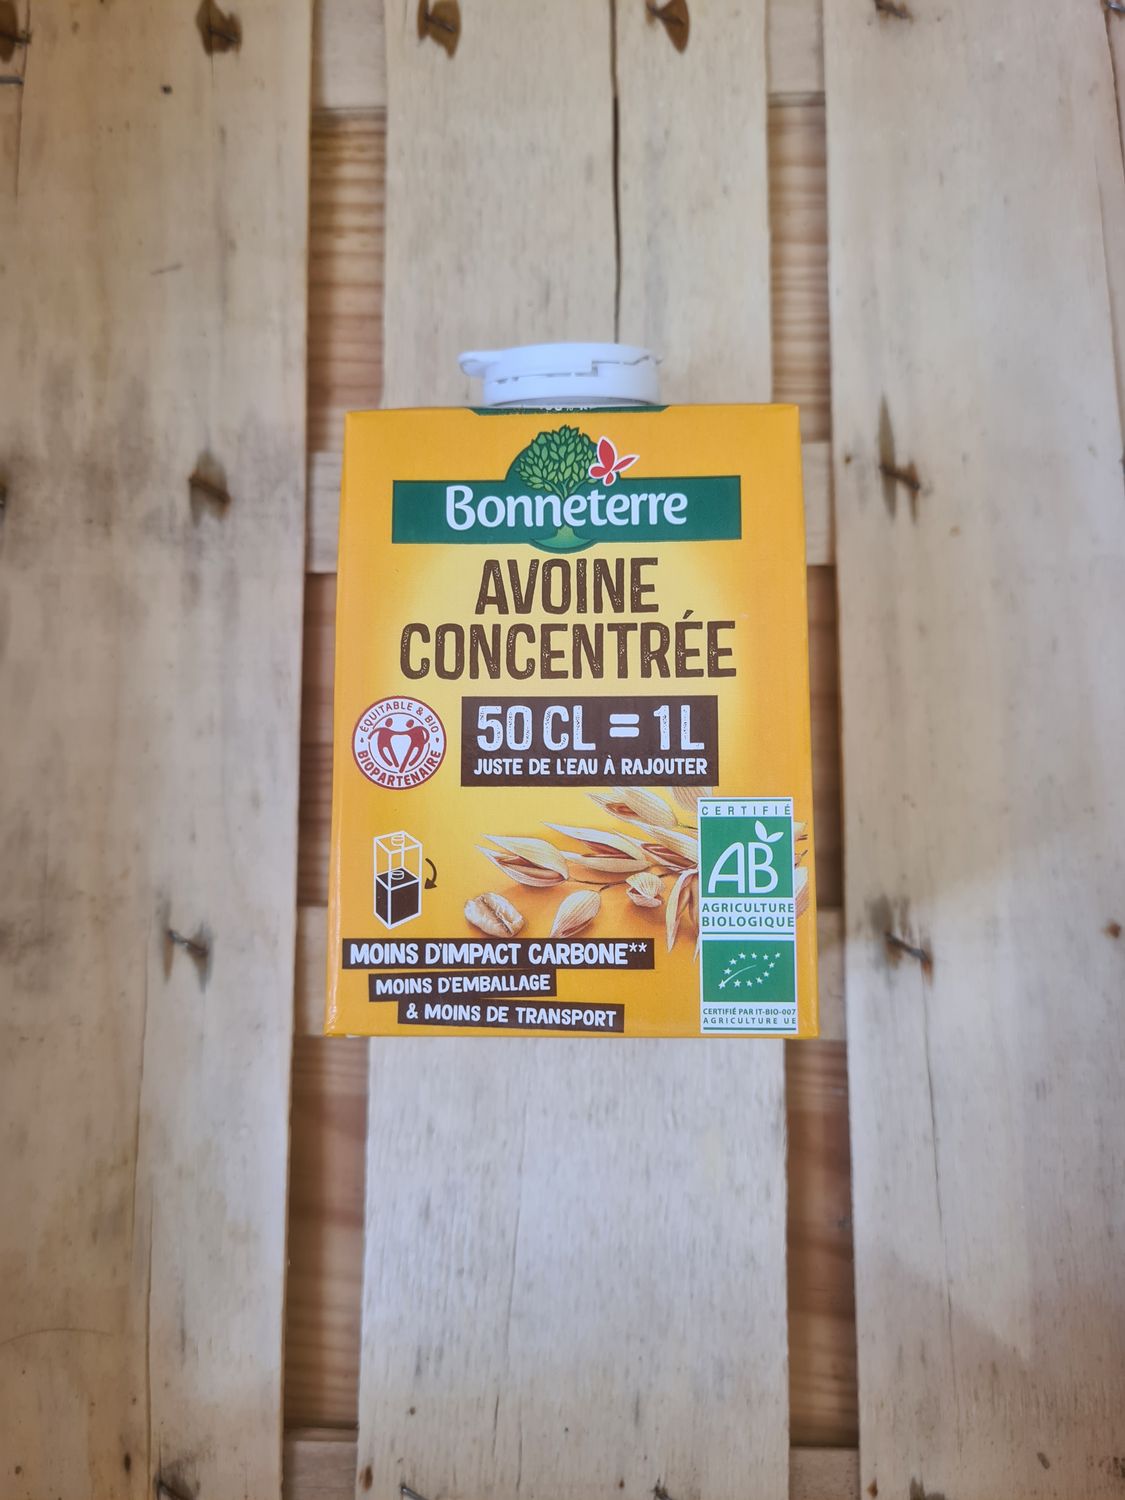 Bonneterre
AVOINE
CONCENTRÉE
ÉQUITABLE & BIO
BIOPARTENAIRE
50 CL = 1 L
JUSTE DE L'EAU À RAJOUTER
CERTIFIÉ
AB
AGRICULTURE
BIOLOGIQUE
MOINS D'IMPACT CARBONE**
MOINS D'EMBALLAGE
& MOINS DE TRANSPORT
CERTIFIÉ PAR IT-BIO-007
AGRICULTURE UE